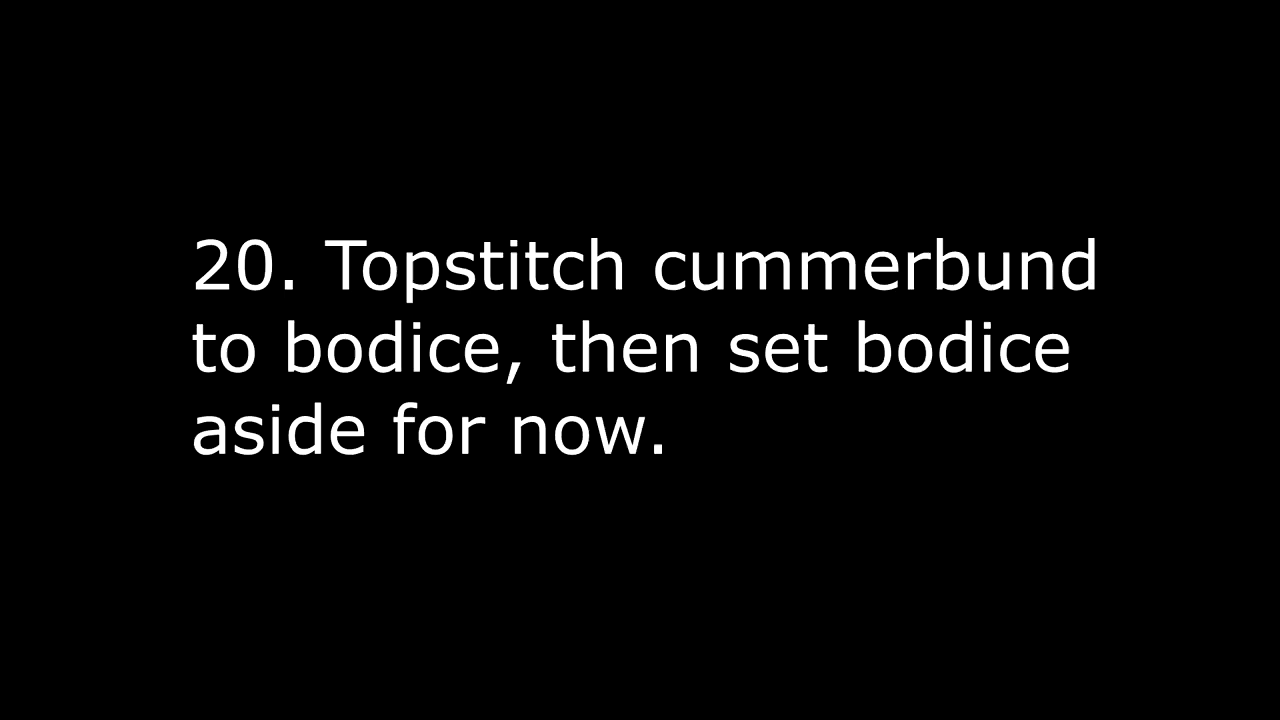 20. Topstitch cummerbund
to bodice, then set bodice
aside for now.